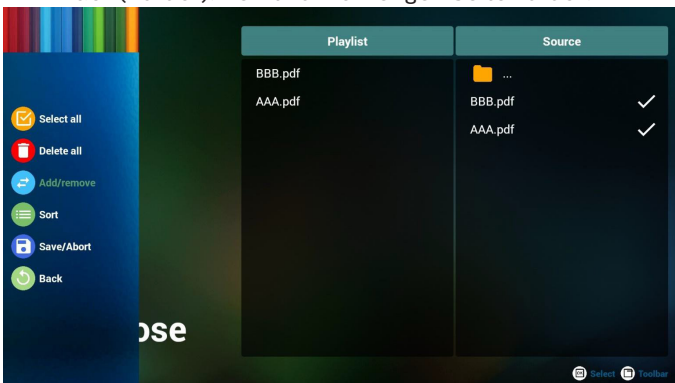 Playlist
Source
BBB.pdf
AAA.pdf
...
BBB.pdf
AAA.pdf
Select all
Delete all
Add/remove
Sort
Save/Abort
Back
ose
Select
Toolbar